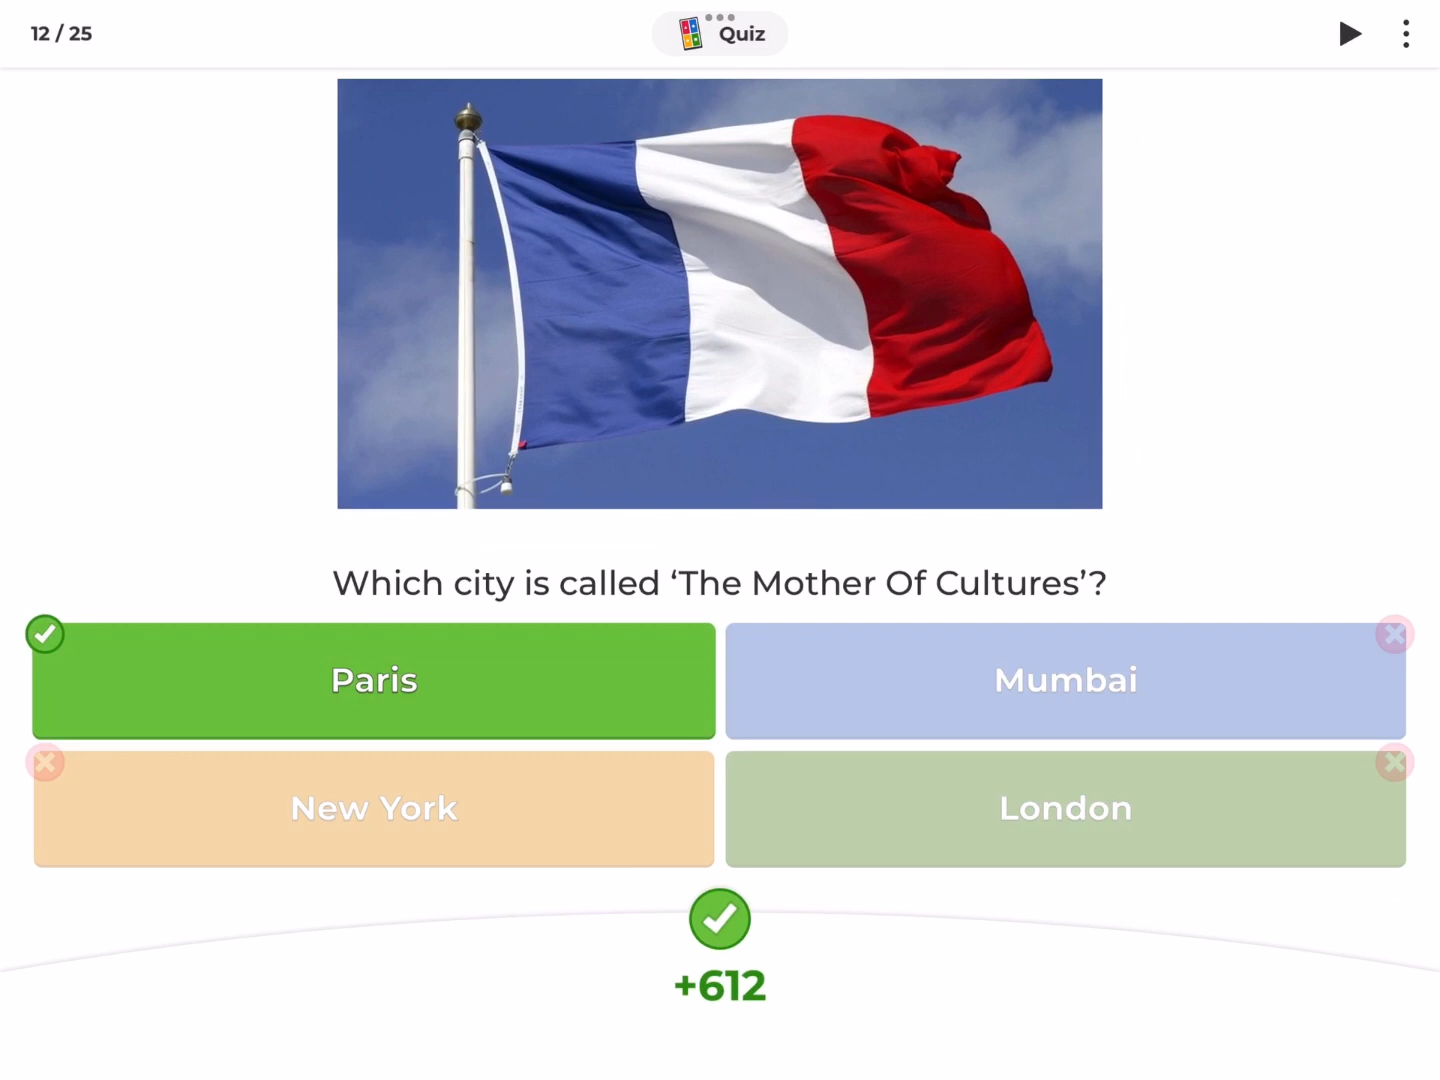 12 / 25
Quiz
Which city is called ‘The Mother Of Cultures’?
Paris
Mumbai
New York
London
+612